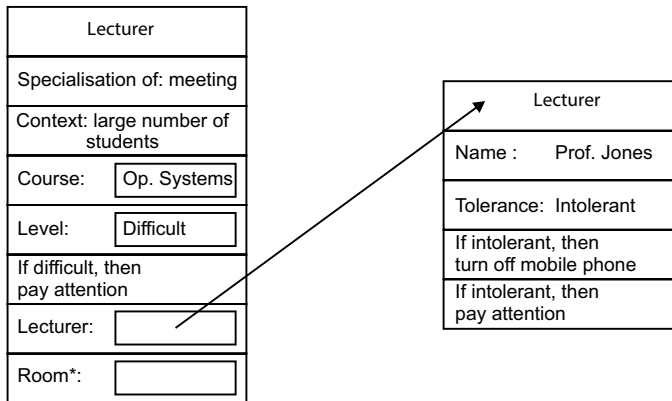 Lecturer
Specialisation of: meeting
Context: large number of
students
Course: Op. Systems
Level: Difficult
If difficult, then
pay attention
Lecturer:
Room*:
Lecturer
Name : Prof. Jones
Tolerance: Intolerant
If intolerant, then
turn off mobile phone
If intolerant, then
pay attention